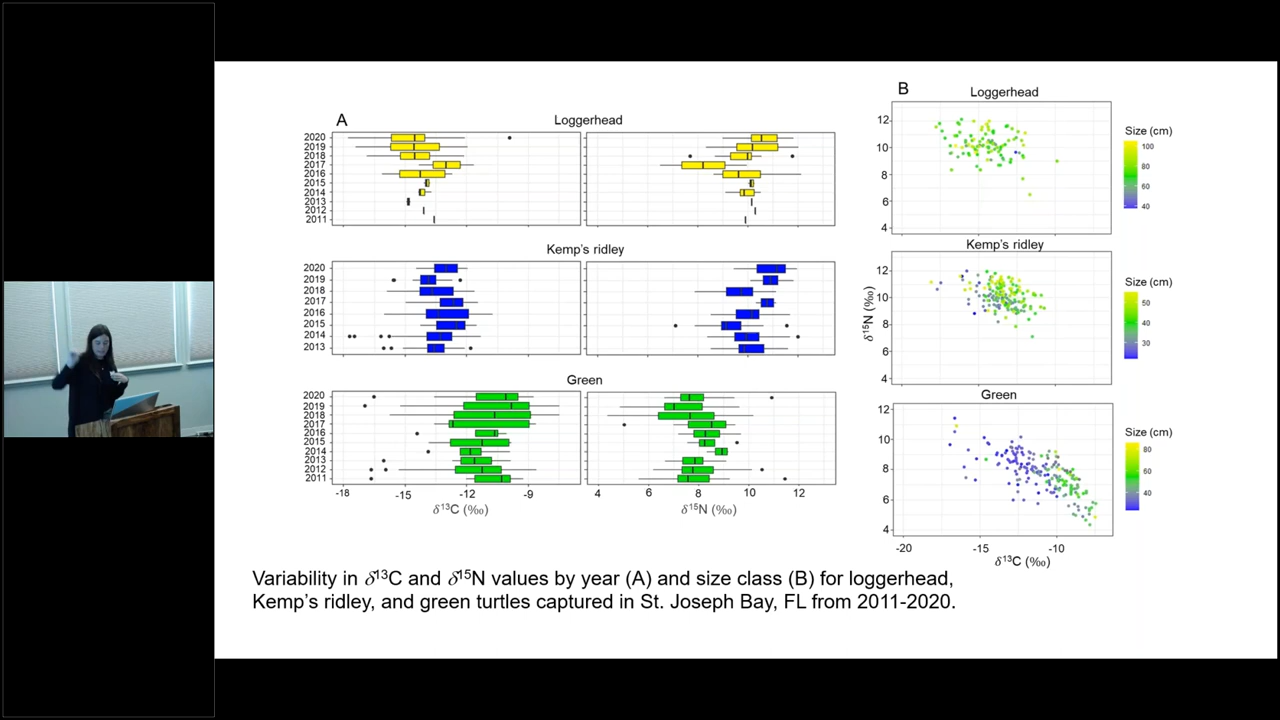 A
Loggerhead
2020
2019
2018
2017
2016
2015
2014
2013
2012
2011
Kemp's ridley
2020
2019
2018
2017
2016
2015
2014
2013
Green
2020
2019
2018
2017
2016
2015
2014
2013
2012
2011
-18 -15 -12 -9
4 6 8 10 12
δ13C (‰)
δ15N (‰)
B
Loggerhead
12
10
8
6
4
Size (cm)
100
80
60
40
Kemp's ridley
12
10
8
6
4
δ15N (‰)
Size (cm)
50
40
30
Green
12
10
8
6
4
Size (cm)
80
60
40
-20 -15 -10
δ13C (‰)
Variability in δ13C and δ15N values by year (A) and size class (B) for loggerhead,
Kemp's ridley, and green turtles captured in St. Joseph Bay, FL from 2011-2020.